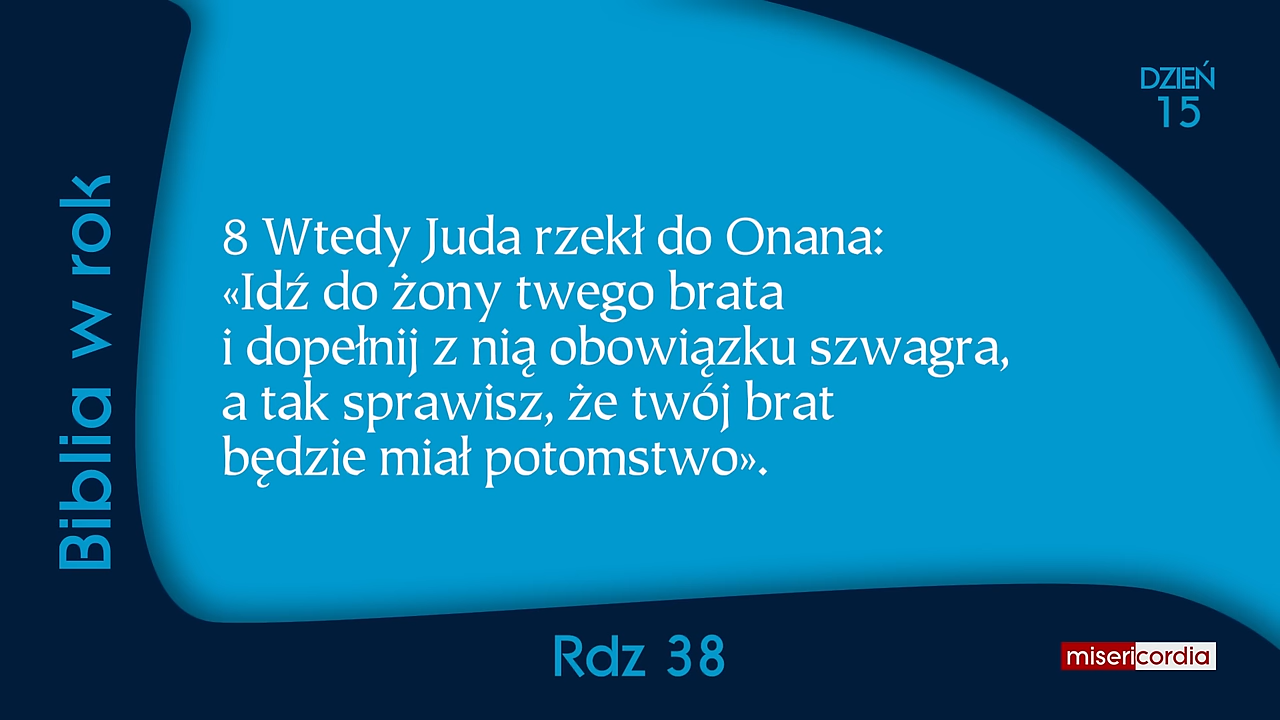 DZIEŃ
15
Biblia w rok
8 Wtedy Juda rzekł do Onana:
«Idź do żony twego brata
i dopełnij z nią obowiązku szwagra,
a tak sprawisz, że twój brat
będzie miał potomstwo».
Rdz 38
misericordia